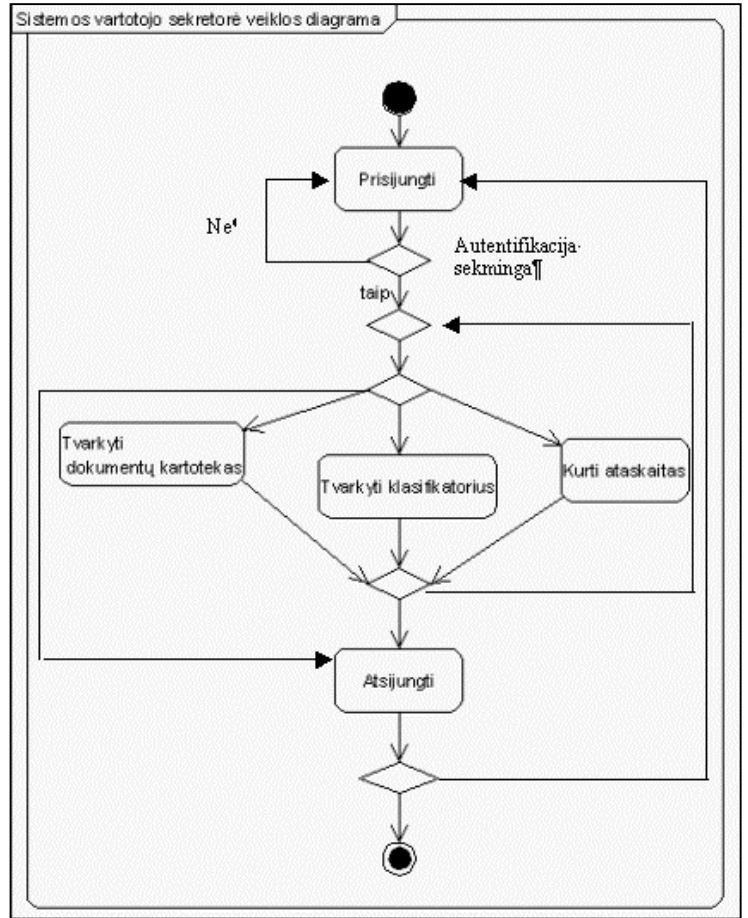 Sistemos vartotojo sekretorė veiklos diagrama
Prisijungti
Ne
Autentifikacija·
sekminga¶
taip
Tvarkyti
dokumentų kartotekas
Tvarkyti klasifikatorius
Kurti ataskaitas
Atsijungti